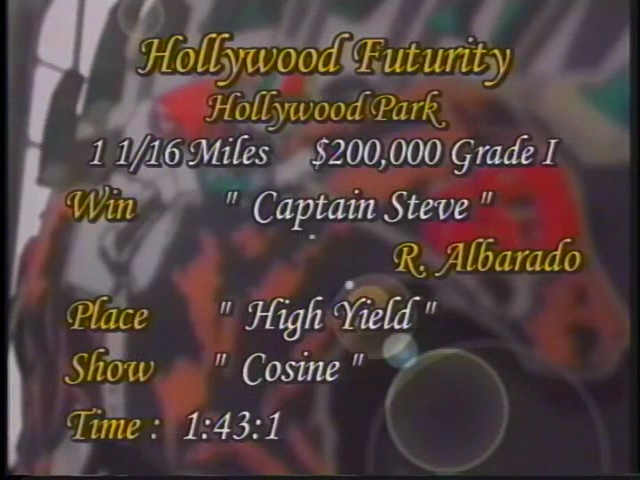 Hollywood Futurity
Hollywood Park
1 1/16 Miles $200,000 Grade I
Win " Captain Steve "
R. Albarado
Place " High Yield "
Show " Cosine "
Time : 1:43:1